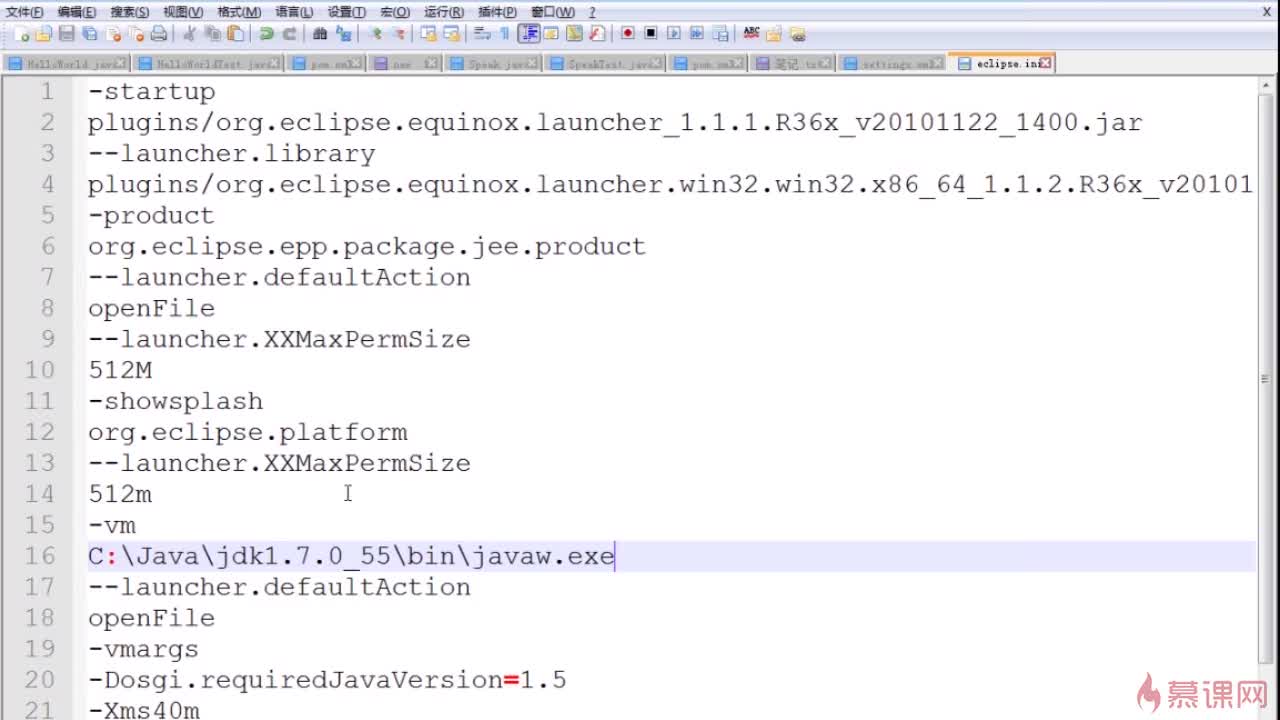 文件(F) 编辑(E) 搜索(S) 视图(V) 格式(M) 语言(L) 设置(T) 宏(O) 运行(R) 插件(P) 窗口(W) ? X
HelloWorld.java HelloWorldTest.java pom.xml new Speak.java SpeakTest.java pom.xml 笔记.txt settings.xml eclipse.ini
1 -startup
2 plugins/org.eclipse.equinox.launcher_1.1.1.R36x_v20101122_1400.jar
3 --launcher.library
4 plugins/org.eclipse.equinox.launcher.win32.win32.x86_64_1.1.2.R36x_v20101
5 -product
6 org.eclipse.epp.package.jee.product
7 --launcher.defaultAction
8 openFile
9 --launcher.XXMaxPermSize
10 512M
11 -showsplash
12 org.eclipse.platform
13 --launcher.XXMaxPermSize
14 512m
15 -vm
16 C:\Java\jdk1.7.0_55\bin\javaw.exe
17 --launcher.defaultAction
18 openFile
19 -vmargs
20 -Dosgi.requiredJavaVersion=1.5
21 -Xms40m
慕课网